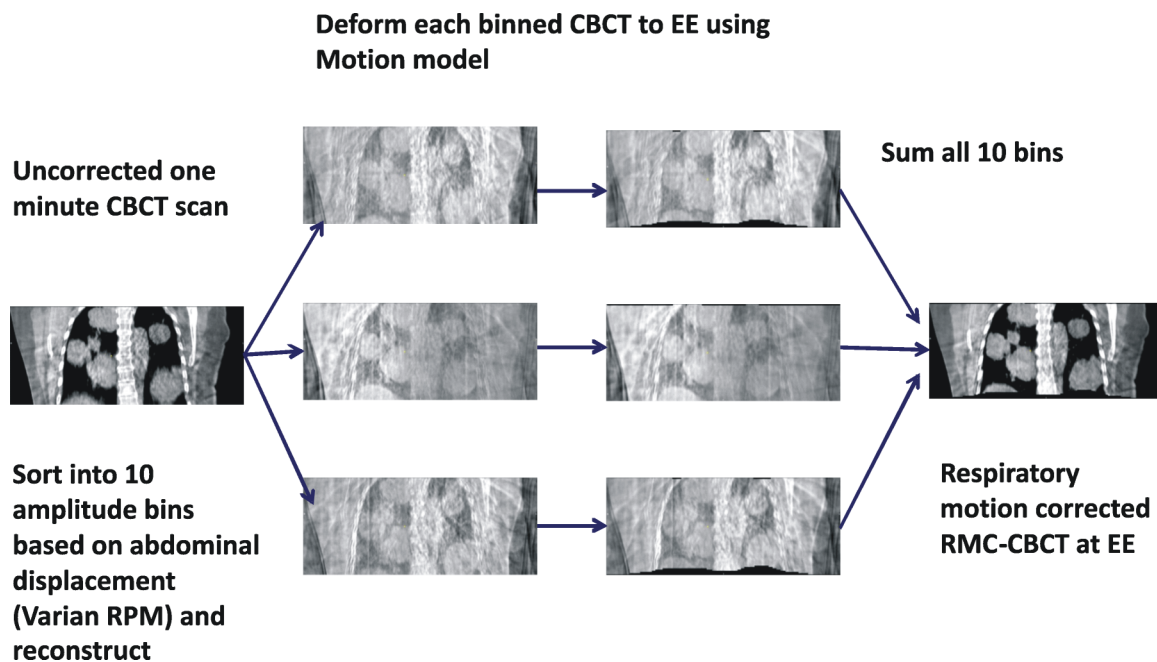 Deform each binned CBCT to EE using
Motion model
Uncorrected one
minute CBCT scan
Sum all 10 bins
Sort into 10
amplitude bins
based on abdominal
displacement
(Varian RPM) and
reconstruct
Respiratory
motion corrected
RMC-CBCT at EE